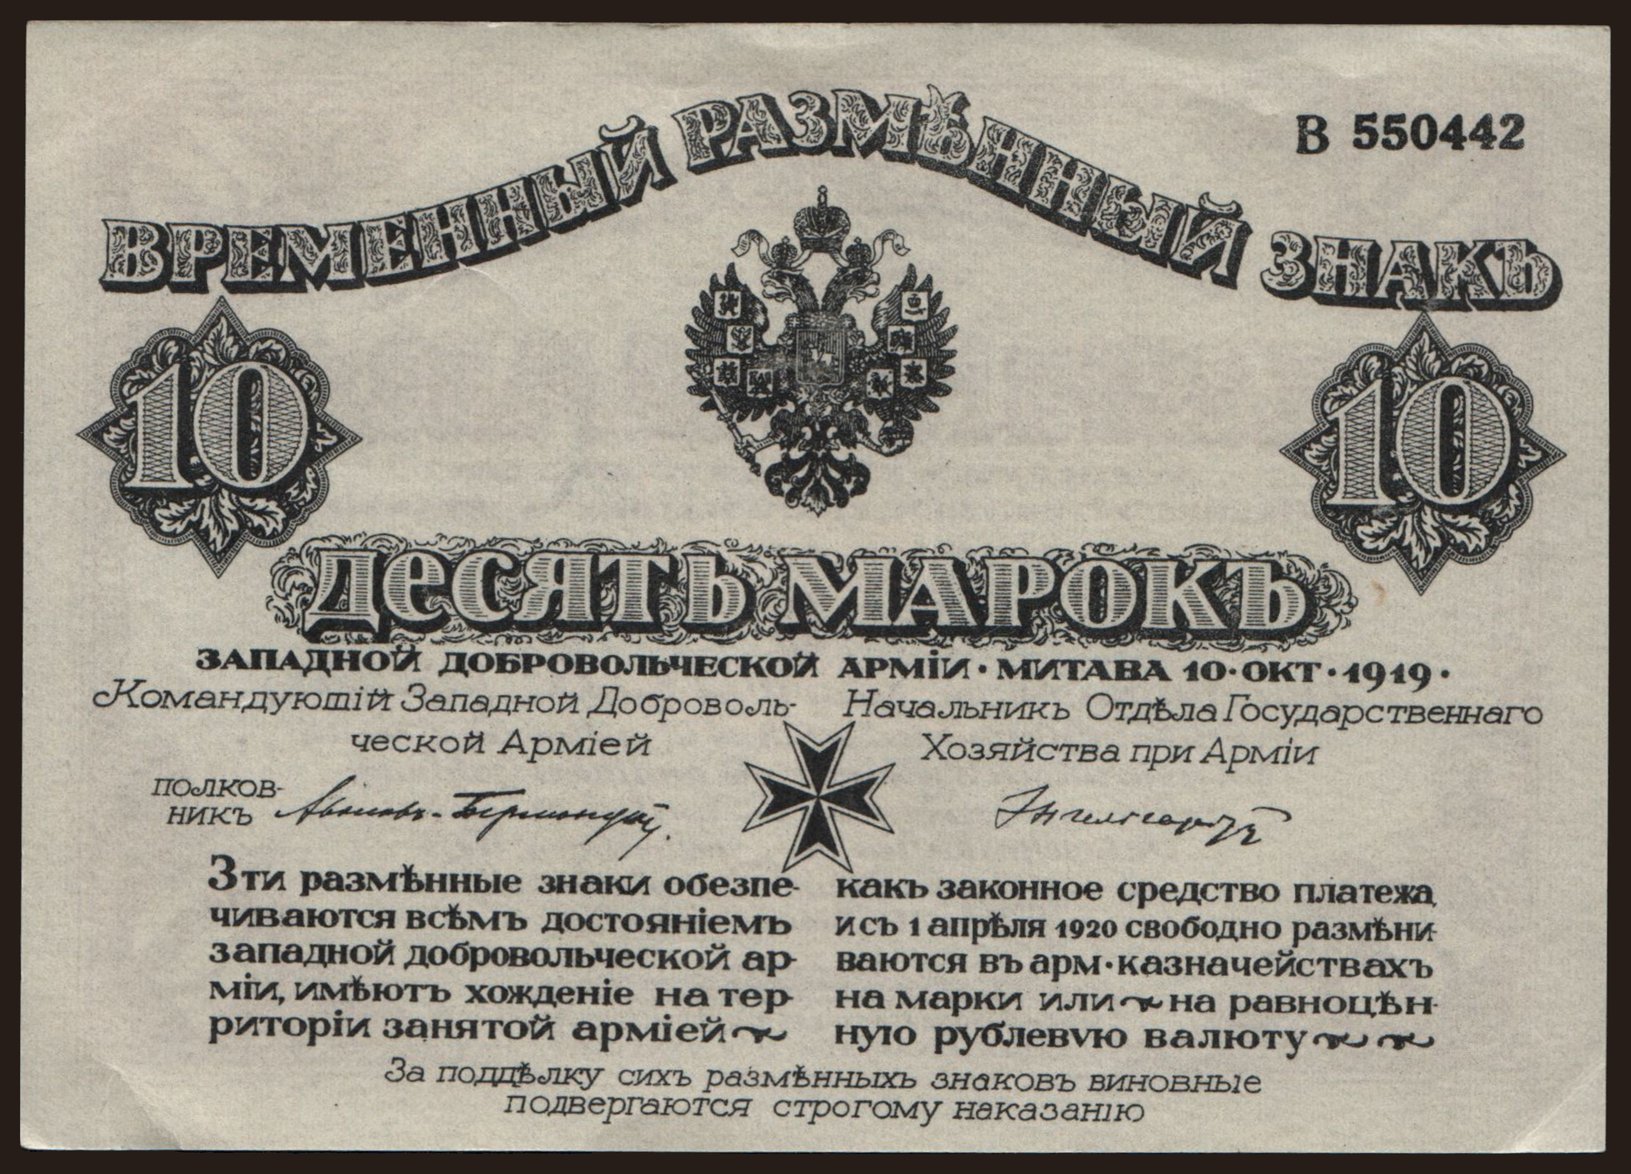 В 550442
ВРЕМЕННЫЙ РАЗМѢННЫЙ ЗНАКЪ
10 10
ДЕСЯТЬ МАРОКЪ
ЗАПАДНОЙ ДОБРОВОЛЬЧЕСКОЙ АРМІИ · МИТАВА 10 · ОКТ · 1919 ·
Командующій Западной Доброволь-
ческой Арміей
Начальникъ Отдѣла Государственнаго
Хозяйства при Арміи
ПОЛКОВ-
НИКЪ Аваловъ-Бермондтъ.
Энгельгардтъ
Эти размѣнные знаки обезпе-
чиваются всѣмъ достояніемъ
западной добровольческой ар-
міи, имѣютъ хожденіе на тер-
риторіи занятой арміей
какъ законное средство платежа
и съ 1 апрѣля 1920 свободно размѣни-
ваются въ арм · казначействахъ
на марки или на равноцѣн-
ную рублевую валюту
За поддѣлку сихъ размѣнныхъ знаковъ виновные
подвергаются строгому наказанію